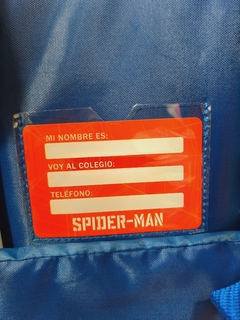 MI NOMBRE ES:
VOY AL COLEGIO:
TELÉFONO:
SPIDER-MAN